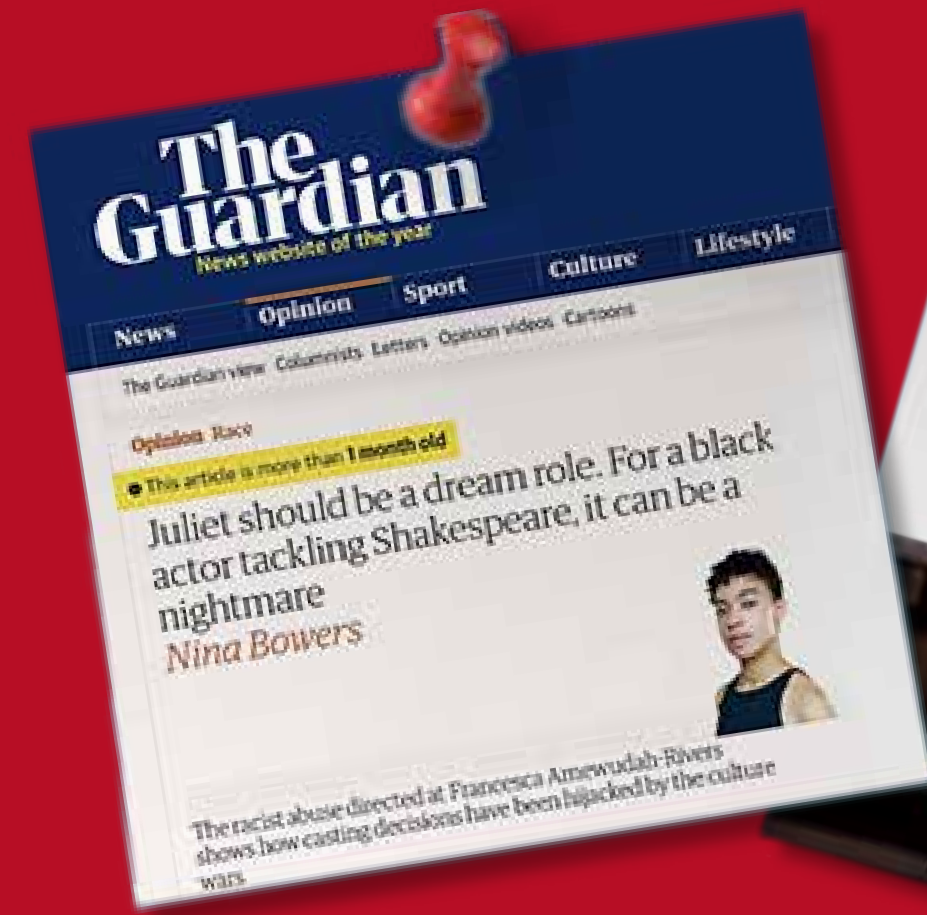 The
Guardian
News website of the year
News
Opinion
Sport
Culture
Lifestyle
The Guardian view Columnists Letters Opinion videos Cartoons
Opinion Race
This article is more than 1 month old
Juliet should be a dream role. For a black
actor tackling Shakespeare, it can be a
nightmare
Nina Bowers
The racist abuse directed at Francesca Amewudah-Rivers
shows how casting decisions have been hijacked by the culture
wars